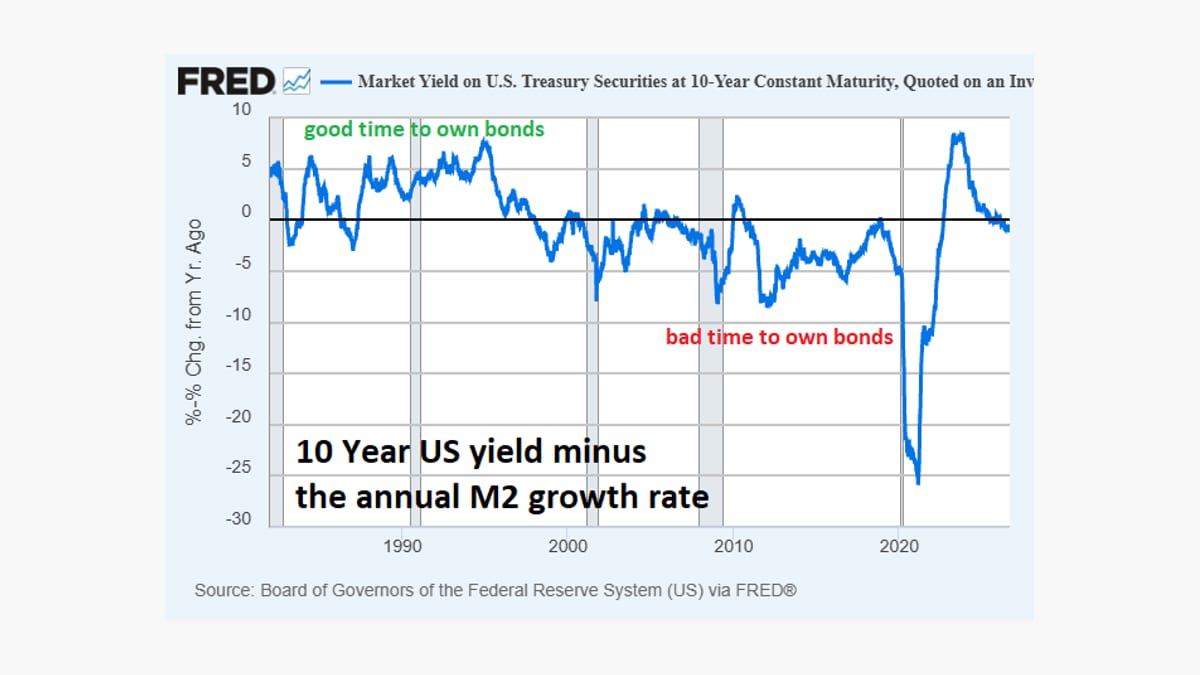 FRED
Market Yield on U.S. Treasury Securities at 10-Year Constant Maturity, Quoted on an Inv
10
good time to own bonds
5
0
-5
-10
bad time to own bonds
-15
-20
-25
-30
%-% Chg. from Yr. Ago
10 Year US yield minus
the annual M2 growth rate
1990 2000 2010 2020
Source: Board of Governors of the Federal Reserve System (US) via FRED®